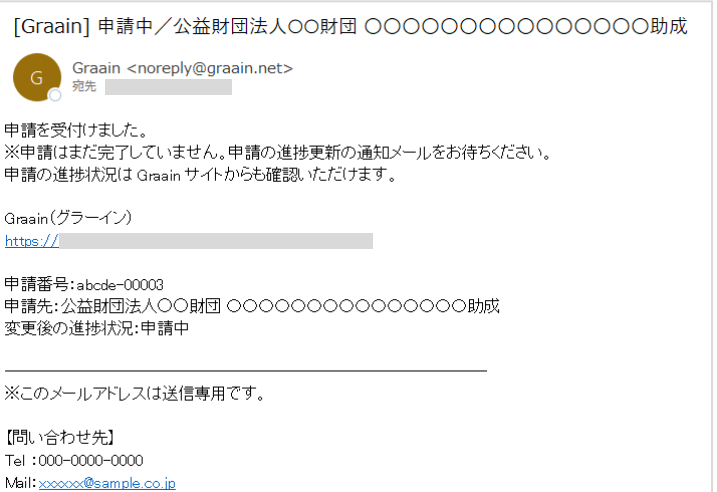 [Graain] 申請中／公益財団法人○○財団 ○○○○○○○○○○○○○○○助成
G
Graain <noreply@graain.net>
宛先
申請を受付けました。
※申請はまだ完了していません。申請の進捗更新の通知メールをお待ちください。
申請の進捗状況は Graain サイトからも確認いただけます。
Graain（グラーイン）
https://
申請番号：abcde-00003
申請先：公益財団法人○○財団 ○○○○○○○○○○○○○○○助成
変更後の進捗状況：申請中
※このメールアドレスは送信専用です。
【問い合わせ先】
Tel ：000-0000-0000
Mail：xxxxxx@sample.co.jp